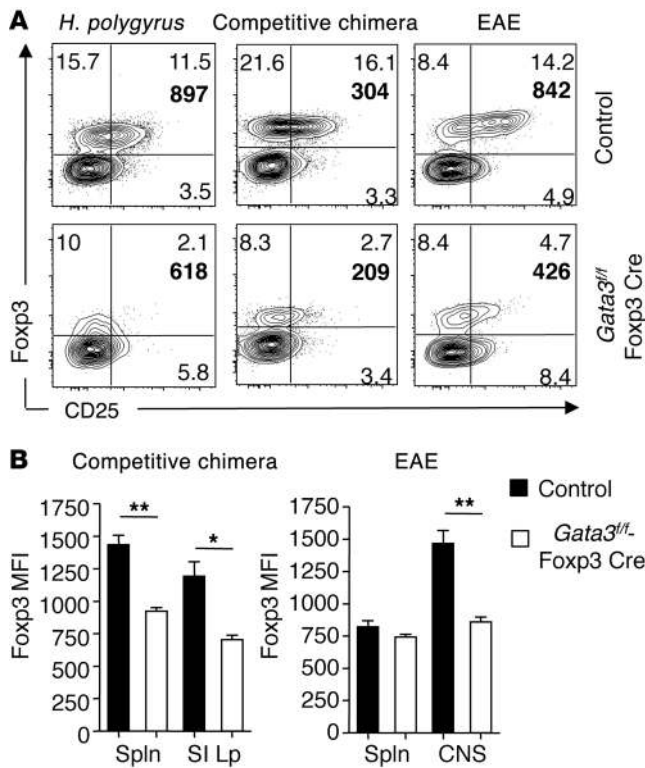 A
H. polygyrus
Competitive chimera
EAE
15.7 11.5
897
3.5
21.6 16.1
304
3.3
8.4 14.2
842
4.9
Control
10 2.1
618
5.8
8.3 2.7
209
3.4
8.4 4.7
426
8.4
Gata3f/f
Foxp3 Cre
Foxp3
CD25
B
Competitive chimera
EAE
Control
Gata3f/f-
Foxp3 Cre
Foxp3 MFI
1750
1500
1250
1000
750
500
250
0
**
*
Spln SI Lp
Foxp3 MFI
1750
1500
1250
1000
750
500
250
0
**
Spln CNS